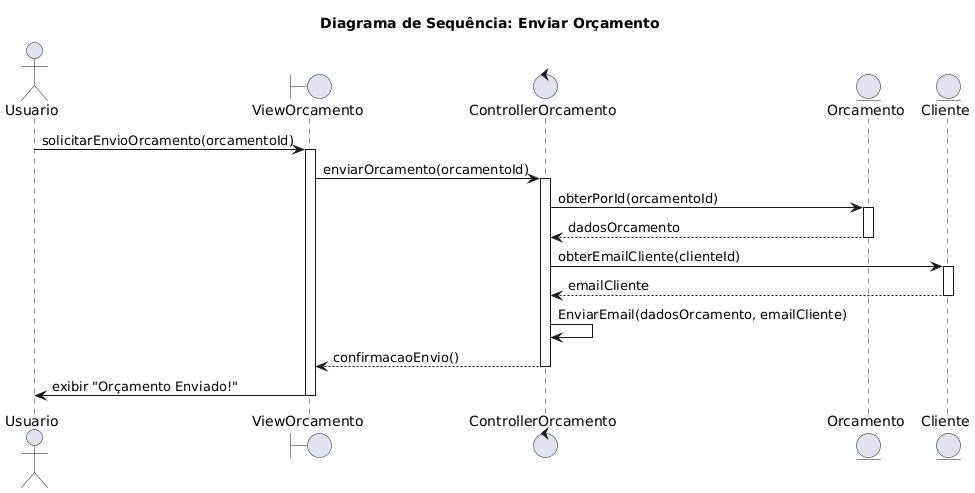 Diagrama de Sequência: Enviar Orçamento
Usuario
ViewOrcamento
ControllerOrcamento
Orcamento
Cliente
solicitarEnvioOrcamento(orcamentoId)
enviarOrcamento(orcamentoId)
obterPorId(orcamentoId)
dadosOrcamento
obterEmailCliente(clienteId)
emailCliente
EnviarEmail(dadosOrcamento, emailCliente)
confirmacaoEnvio()
exibir "Orçamento Enviado!"
Usuario
ViewOrcamento
ControllerOrcamento
Orcamento
Cliente